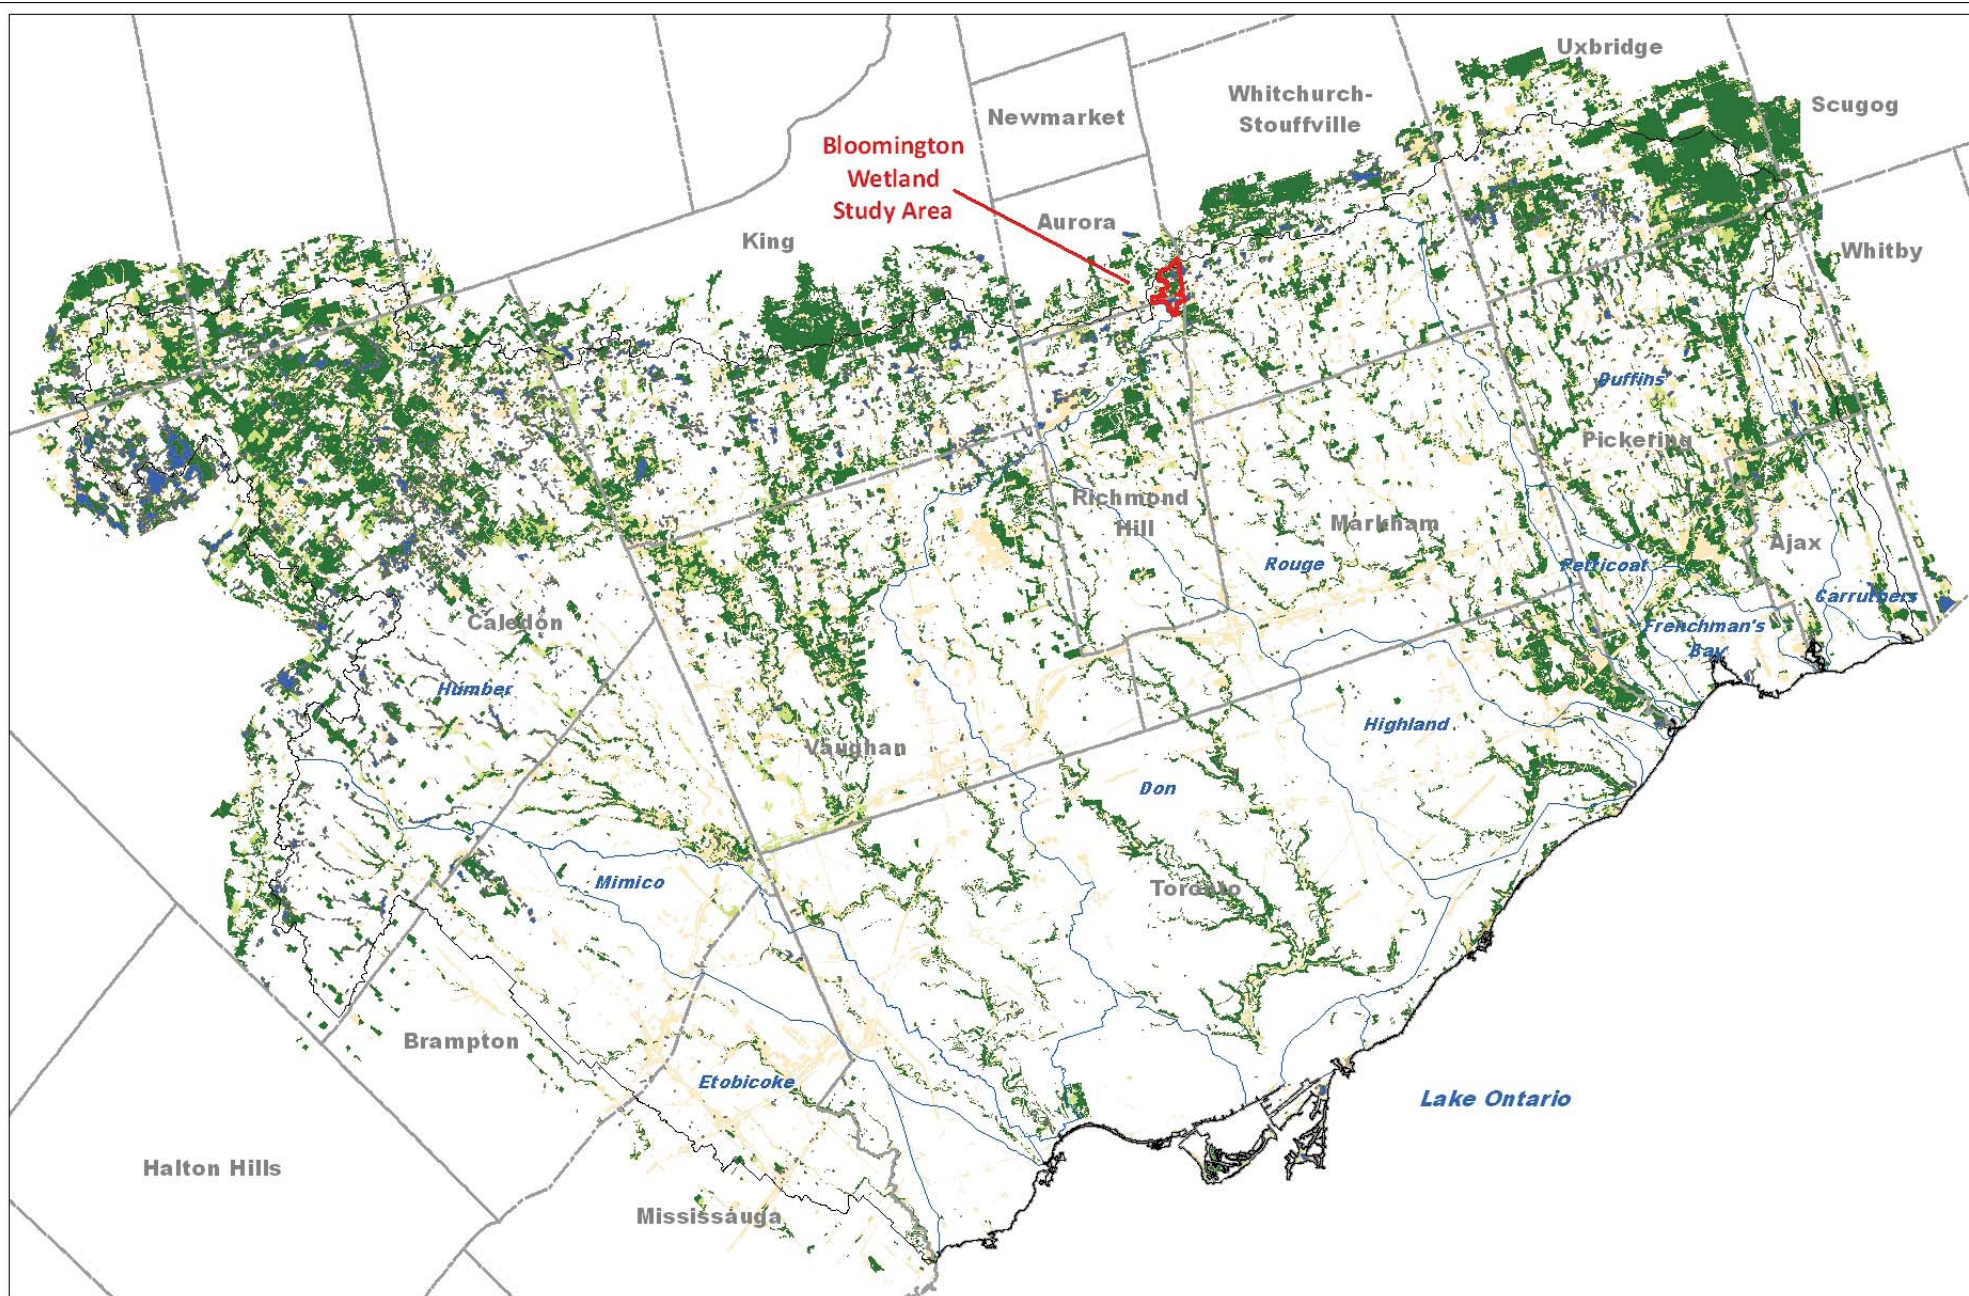 Uxbridge
Whitchurch-
Stouffville
Scugog
Newmarket
Bloomington
Wetland
Study Area
Aurora
King
Whitby
Duffins
Pickering
Richmond
Hill
Markham
Ajax
Rouge
Petticoat
Carruthers
Caledon
Frenchman's
Bay
Humber
Highland
Vaughan
Don
Mimico
Toronto
Brampton
Etobicoke
Lake Ontario
Halton Hills
Mississauga